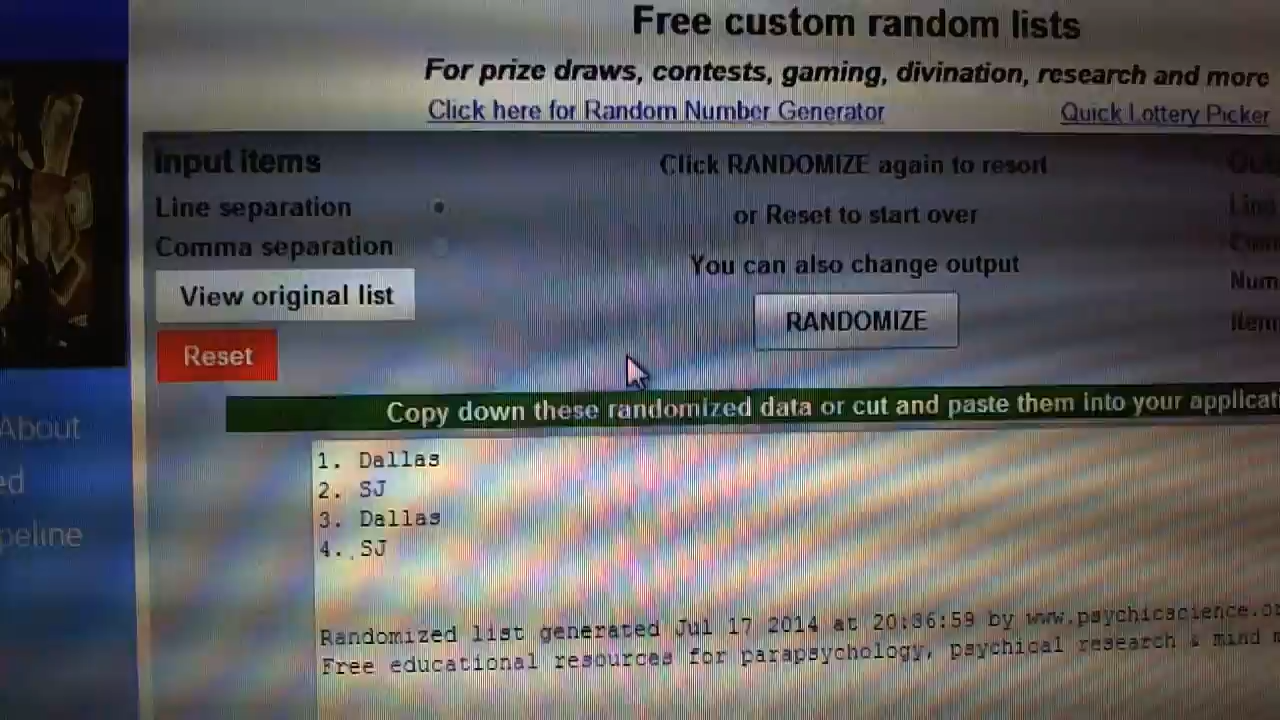 Free custom random lists
For prize draws, contests, gaming, divination, research and more
Click here for Random Number Generator
Quick Lottery Picker
Input items
Line separation
Comma separation
View original list
Reset
Click RANDOMIZE again to resort
or Reset to start over
You can also change output
RANDOMIZE
Copy down these randomized data or cut and paste them into your
1. Dallas
2. SJ
3. Dallas
4. SJ
Randomized list generated Jul 17 2014 at 20:36:59 by
Free educational resources for parapsychology, psychical research & mind
About